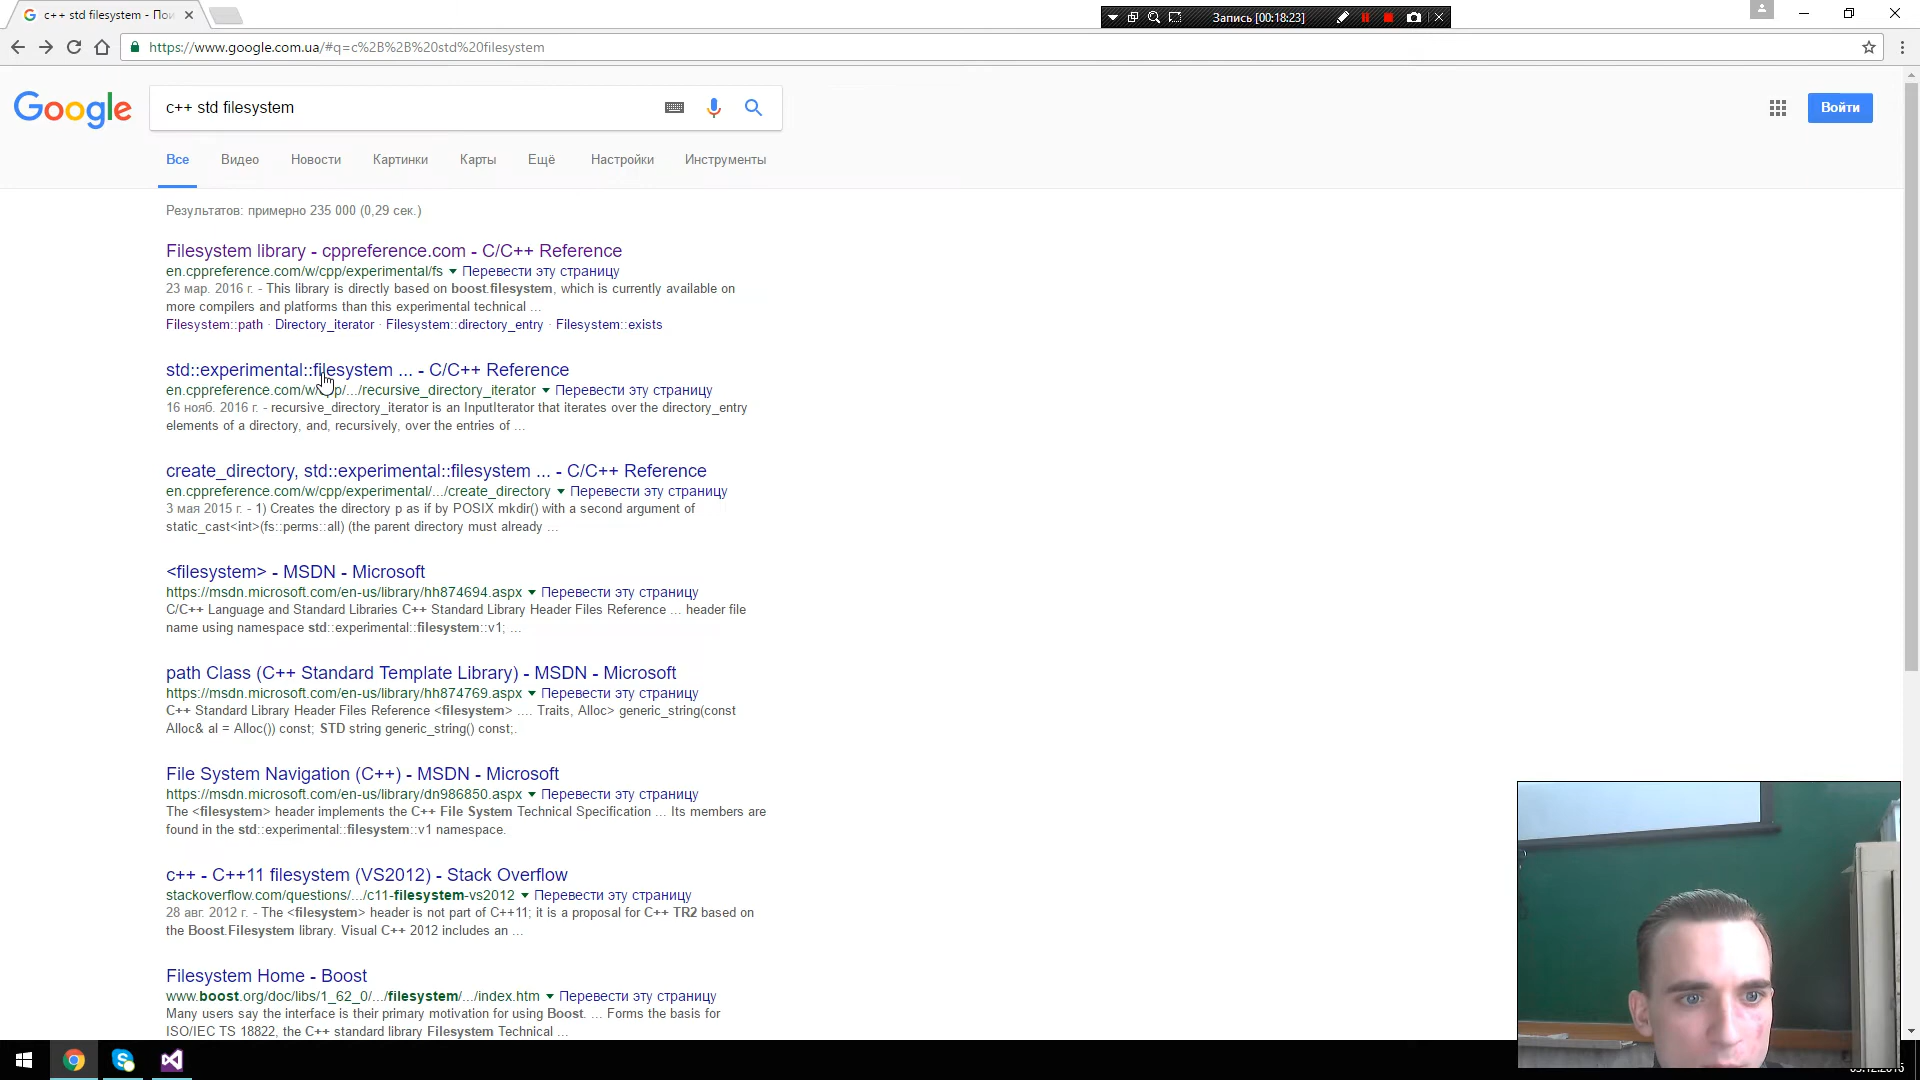 c++ std filesystem - Пои
Запись [00:18:23]
https://www.google.com.ua/#q=c%2B%2B%20std%20filesystem
Google
c++ std filesystem
Войти
Все Видео Новости Картинки Карты Ещё Настройки Инструменты
Результатов: примерно 235 000 (0,29 сек.)
Filesystem library - cppreference.com - C/C++ Reference
en.cppreference.com/w/cpp/experimental/fs ▼ Перевести эту страницу
23 мар. 2016 г. - This library is directly based on boost.filesystem, which is currently available on
more compilers and platforms than this experimental technical ...
Filesystem::path · Directory_iterator · Filesystem::directory_entry · Filesystem::exists
std::experimental::filesystem ... - C/C++ Reference
en.cppreference.com/w/cpp/.../recursive_directory_iterator ▼ Перевести эту страницу
16 нояб. 2016 г. - recursive_directory_iterator is an InputIterator that iterates over the directory_entry
elements of a directory, and, recursively, over the entries of ...
create_directory, std::experimental::filesystem ... - C/C++ Reference
en.cppreference.com/w/cpp/experimental/.../create_directory ▼ Перевести эту страницу
3 мая 2015 г. - 1) Creates the directory p as if by POSIX mkdir() with a second argument of
static_cast<int>(fs::perms::all) (the parent directory must already ...
<filesystem> - MSDN - Microsoft
https://msdn.microsoft.com/en-us/library/hh874694.aspx ▼ Перевести эту страницу
C/C++ Language and Standard Libraries C++ Standard Library Header Files Reference ... header file
name using namespace std::experimental::filesystem::v1; ...
path Class (C++ Standard Template Library) - MSDN - Microsoft
https://msdn.microsoft.com/en-us/library/hh874769.aspx ▼ Перевести эту страницу
C++ Standard Library Header Files Reference <filesystem> .... Traits, Alloc> generic_string(const
Alloc& al = Alloc()) const; STD string generic_string() const;.
File System Navigation (C++) - MSDN - Microsoft
https://msdn.microsoft.com/en-us/library/dn986850.aspx ▼ Перевести эту страницу
The <filesystem> header implements the C++ File System Technical Specification ... Its members are
found in the std::experimental::filesystem::v1 namespace.
c++ - C++11 filesystem (VS2012) - Stack Overflow
stackoverflow.com/questions/.../c11-filesystem-vs2012 ▼ Перевести эту страницу
28 авг. 2012 г. - The <filesystem> header is not part of C++11; it is a proposal for C++ TR2 based on
the Boost.Filesystem library. Visual C++ 2012 includes an ...
Filesystem Home - Boost
www.boost.org/doc/libs/1_62_0/.../filesystem/.../index.htm ▼ Перевести эту страницу
Many users say the interface is their primary motivation for using Boost. ... Forms the basis for
ISO/IEC TS 18822, the C++ standard library Filesystem Technical ...